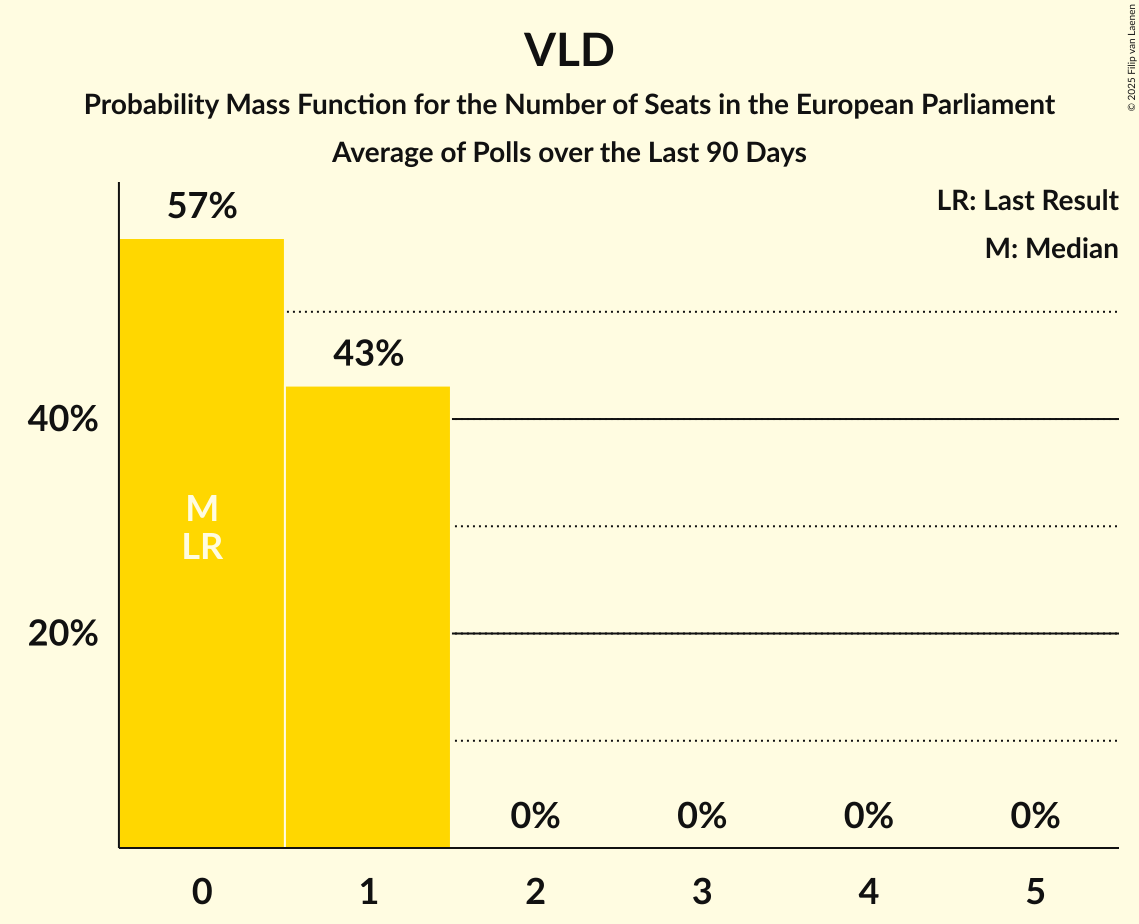 VLD
Probability Mass Function for the Number of Seats in the European Parliament
Average of Polls over the Last 90 Days
© 2025 Filip van Laenen
LR: Last Result
M: Median
57%
43%
40%
20%
M
LR
0%
0%
0%
0%
0
1
2
3
4
5